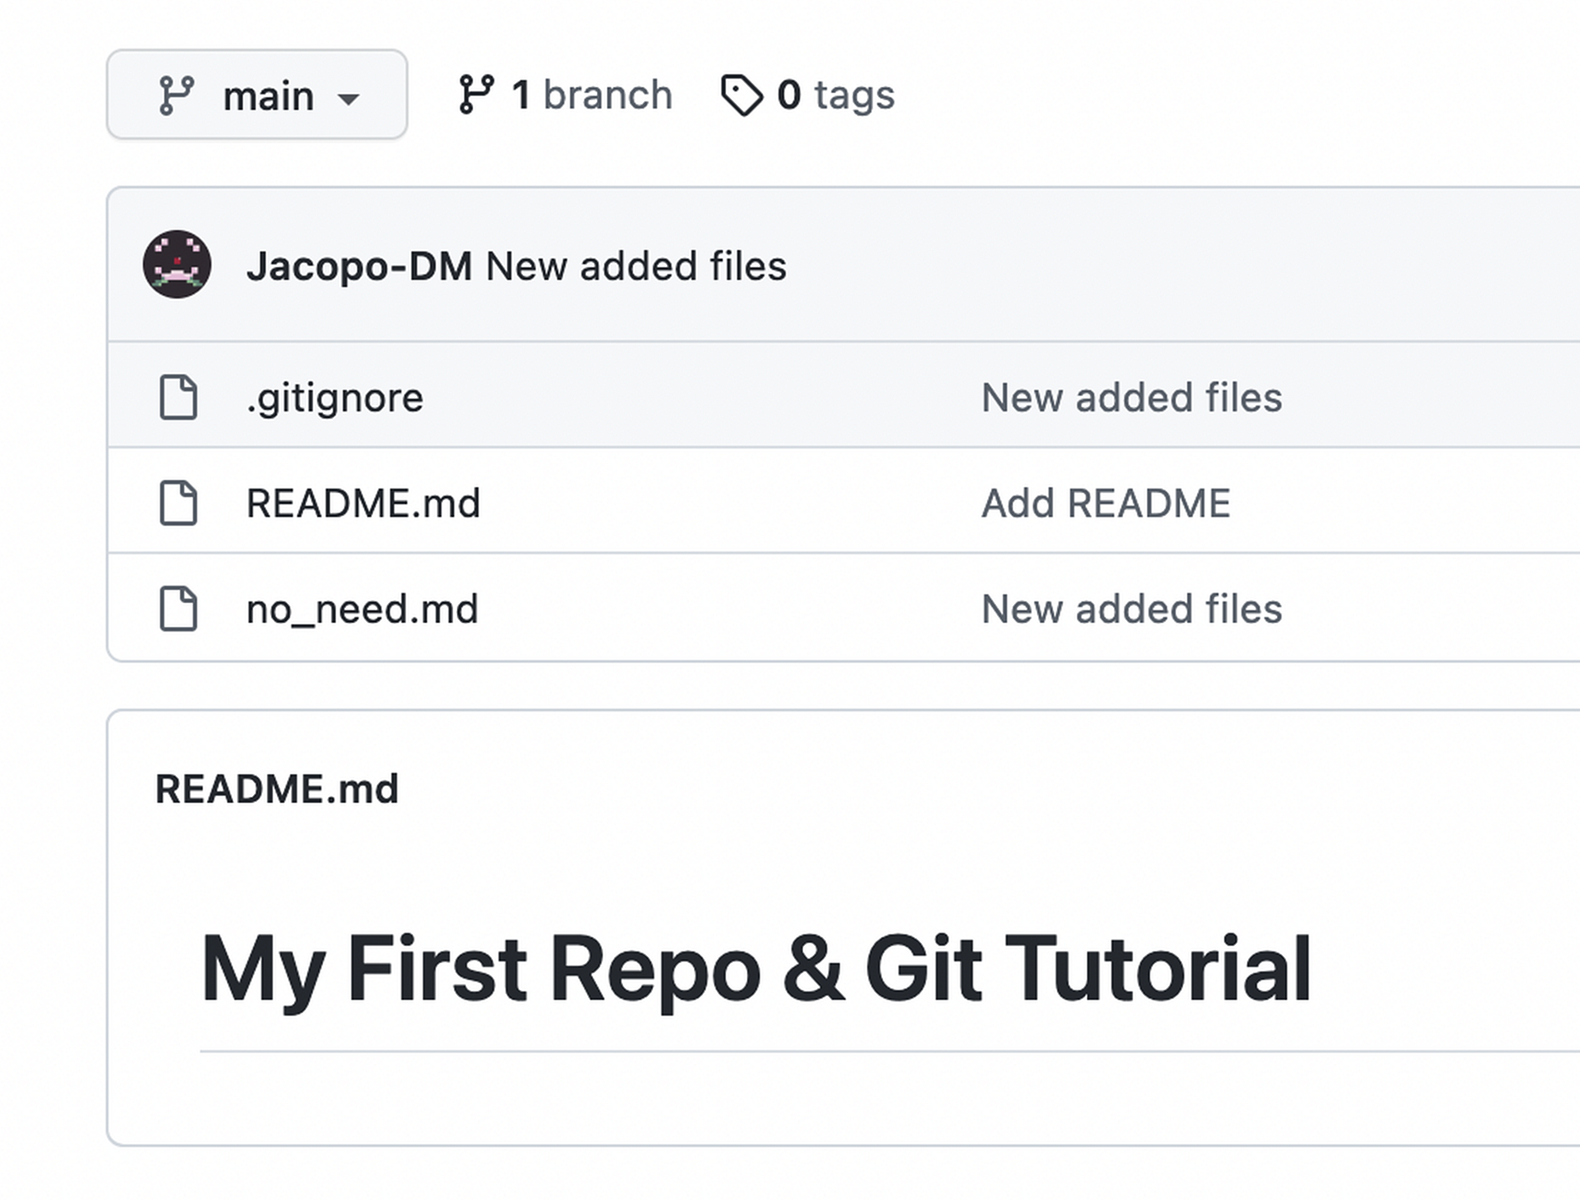 main 1 branch 0 tags
Jacopo-DM New added files
.gitignore New added files
README.md Add README
no_need.md New added files
README.md
My First Repo & Git Tutorial